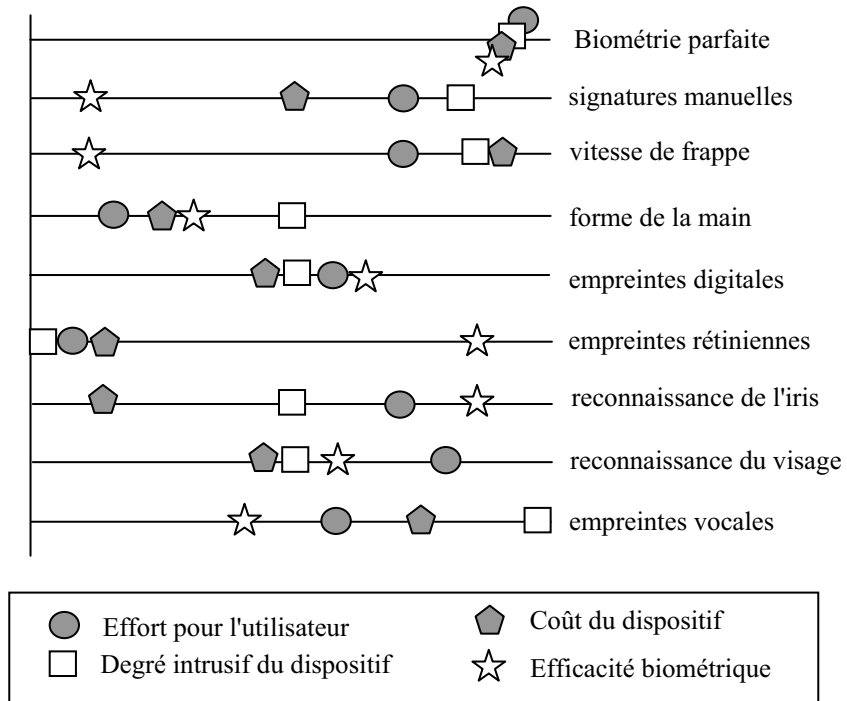 Biométrie parfaite
signatures manuelles
vitesse de frappe
forme de la main
empreintes digitales
empreintes rétiniennes
reconnaissance de l'iris
reconnaissance du visage
empreintes vocales
Effort pour l'utilisateur
Coût du dispositif
Degré intrusif du dispositif
Efficacité biométrique